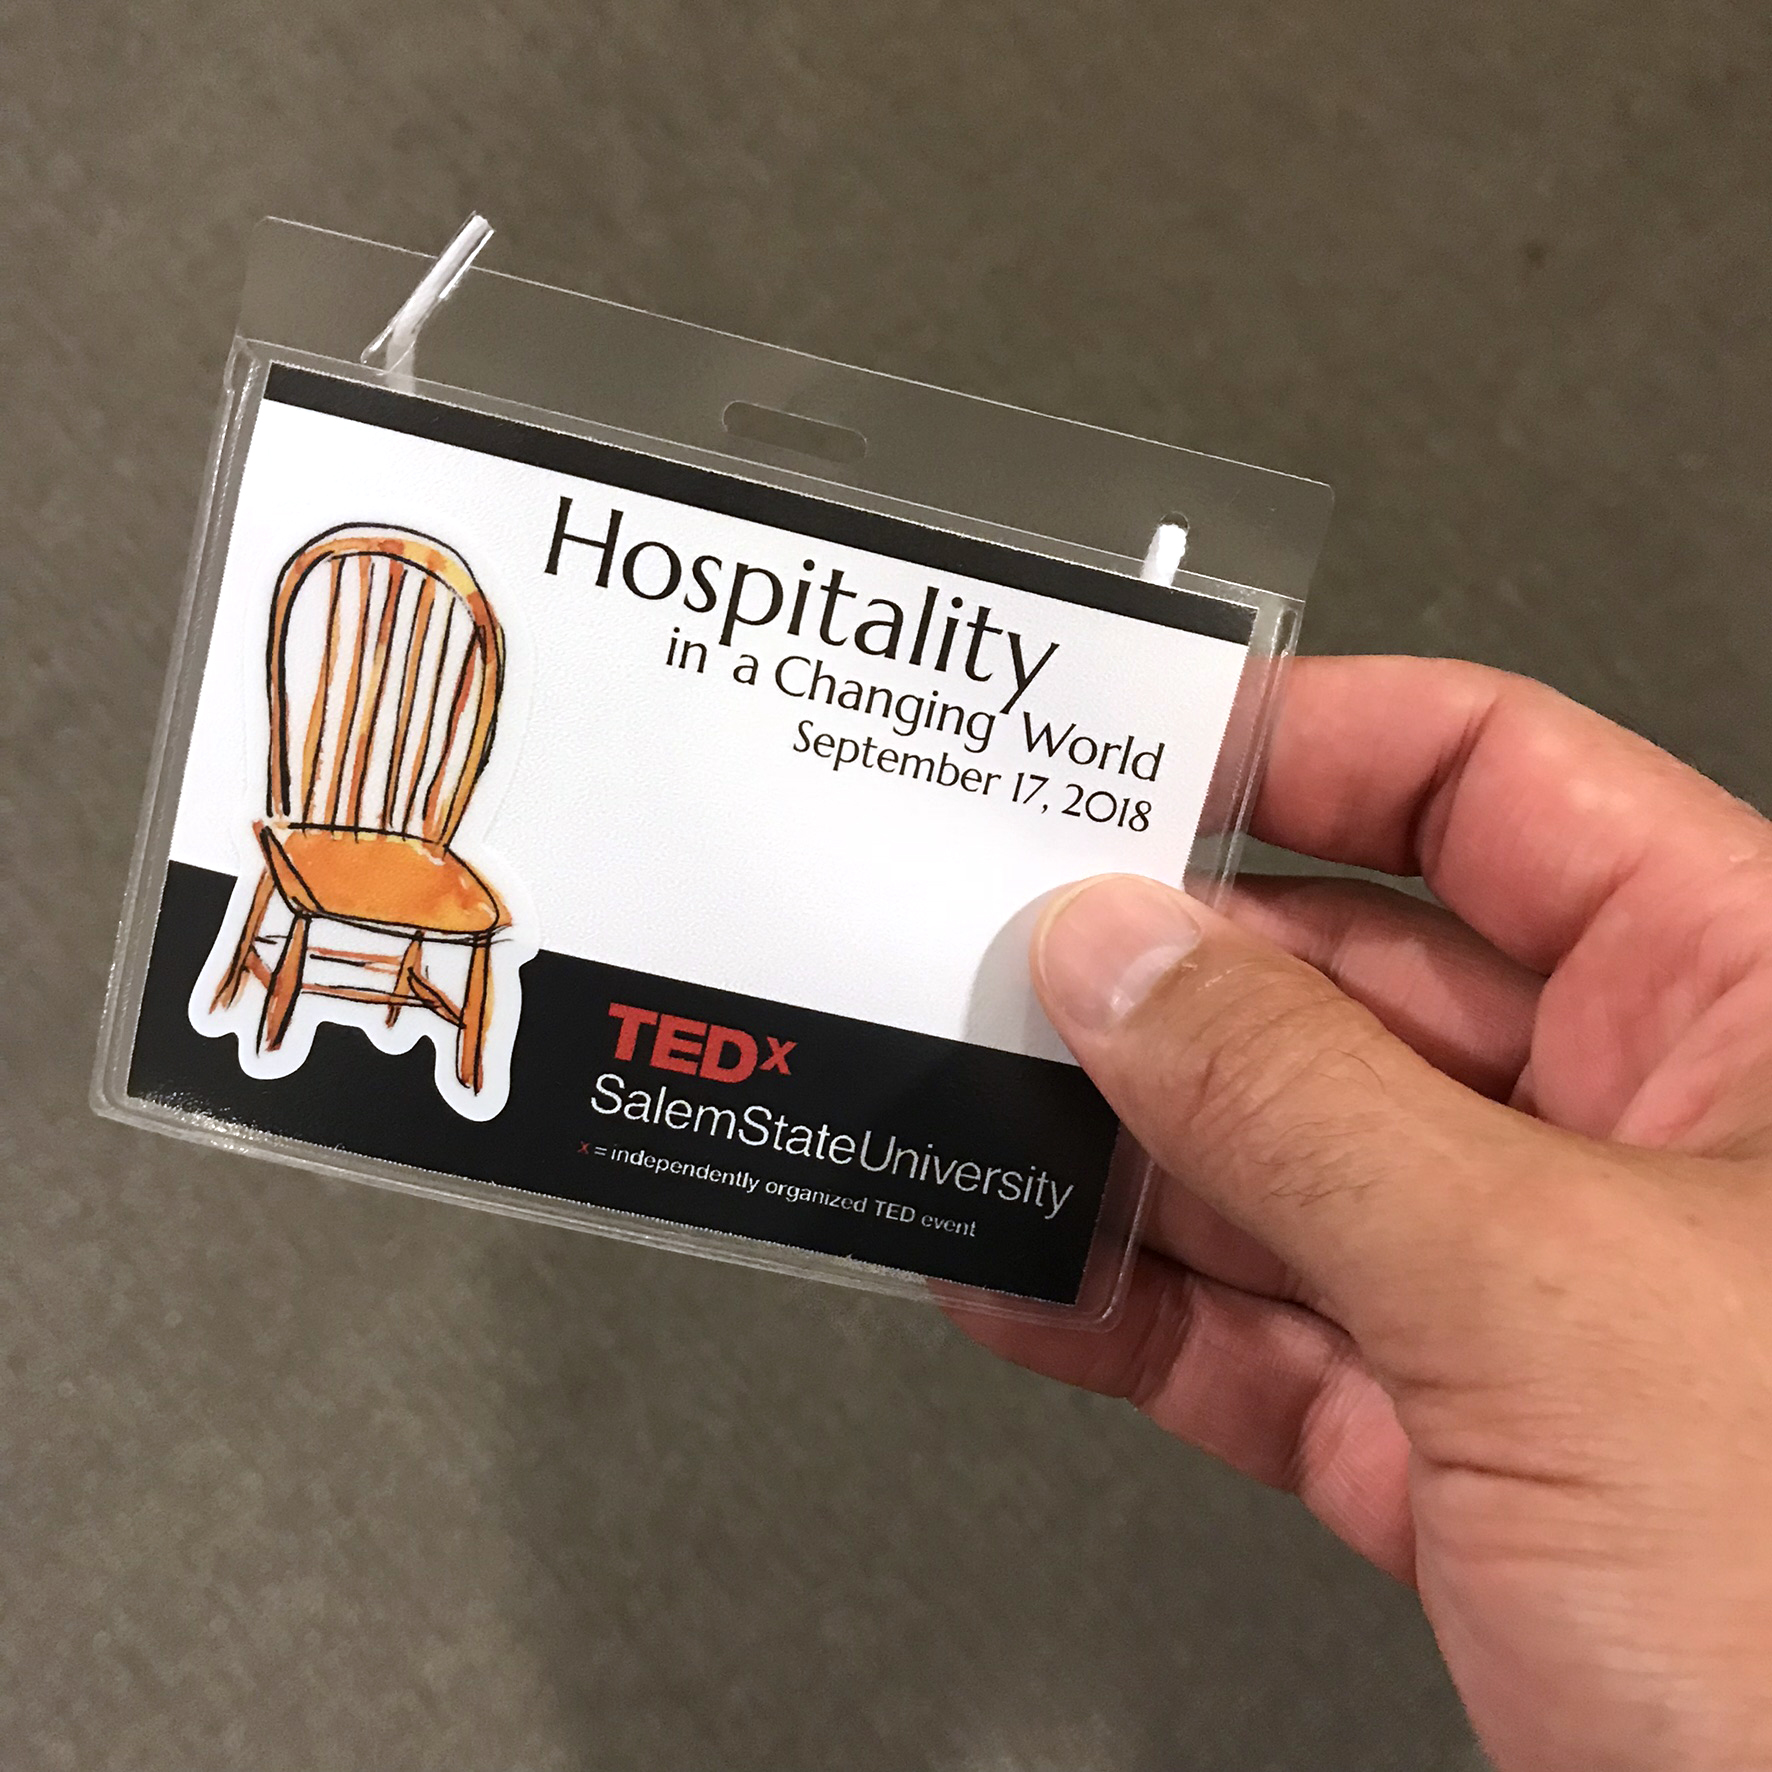 Hospitality
in a Changing World
September 17, 2018
TEDx
SalemStateUniversity
x = independently organized TED event